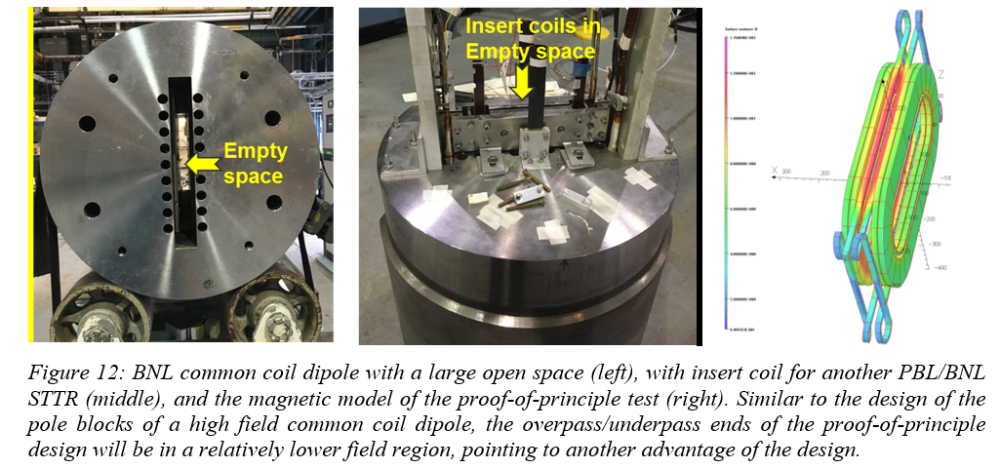 Empty
space
Insert coils in
Empty space
Surface contours: B
Z
X 300
200
100
-200
-300
-400
Figure 12: BNL common coil dipole with a large open space (left), with insert coil for another PBL/BNL
STTR (middle), and the magnetic model of the proof-of-principle test (right). Similar to the design of the
pole blocks of a high field common coil dipole, the overpass/underpass ends of the proof-of-principle
design will be in a relatively lower field region, pointing to another advantage of the design.